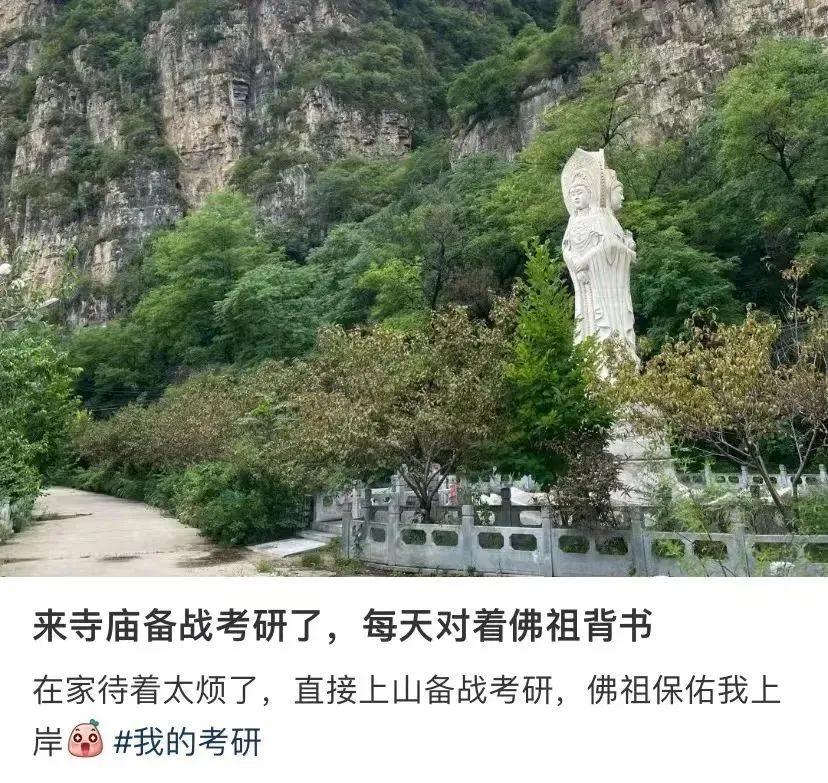 来寺庙备战考研了，每天对着佛祖背书
在家待着太烦了，直接上山备战考研，佛祖保佑我上
岸 #我的考研